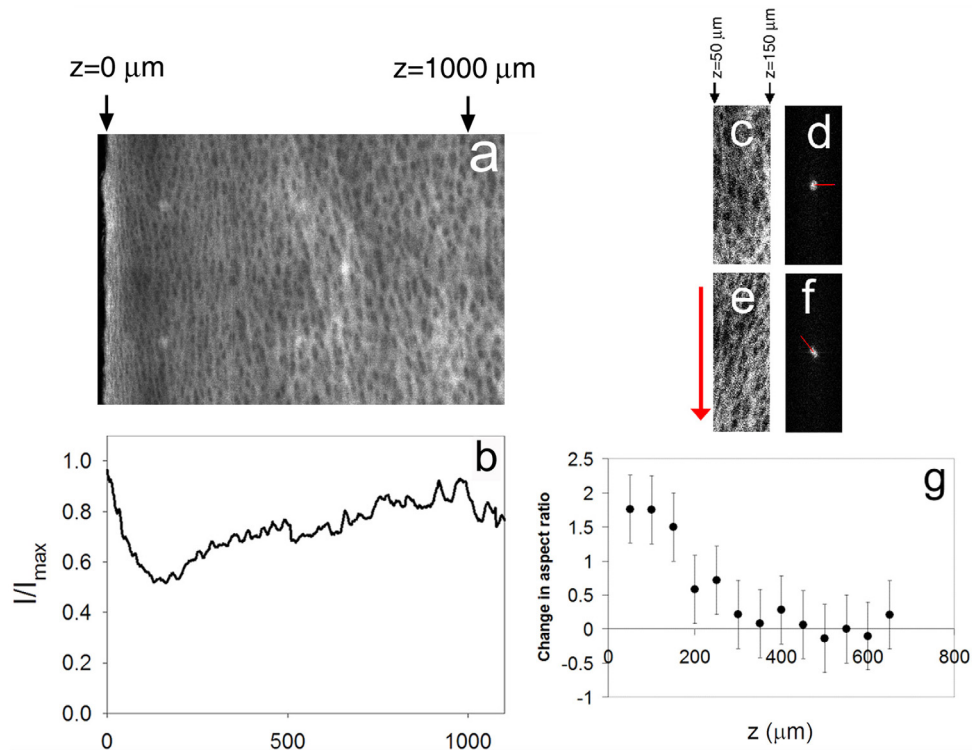 z=0 μm
z=1000 μm
a
1.0
0.8
0.6
0.4
0.2
0.0
I/Imax
b
0
500
1000
z=50 μm
z=150 μm
c
d
e
f
2.5
2
1.5
1
0.5
0
-0.5
-1
Change in aspect ratio
g
0
200
400
600
800
z (μm)